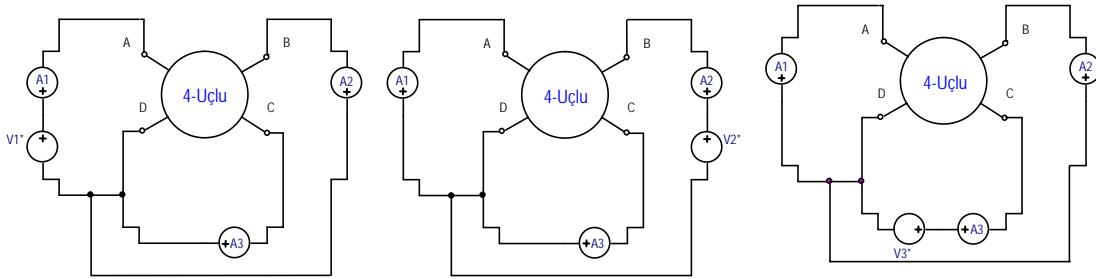 A
B
A1
+
4-Uçlu
A2
+
D
C
V1*
+
+A3
A
B
A1
+
4-Uçlu
A2
+
D
C
+
V2*
+A3
A
B
A1
+
4-Uçlu
A2
+
D
C
+
+A3
V3*